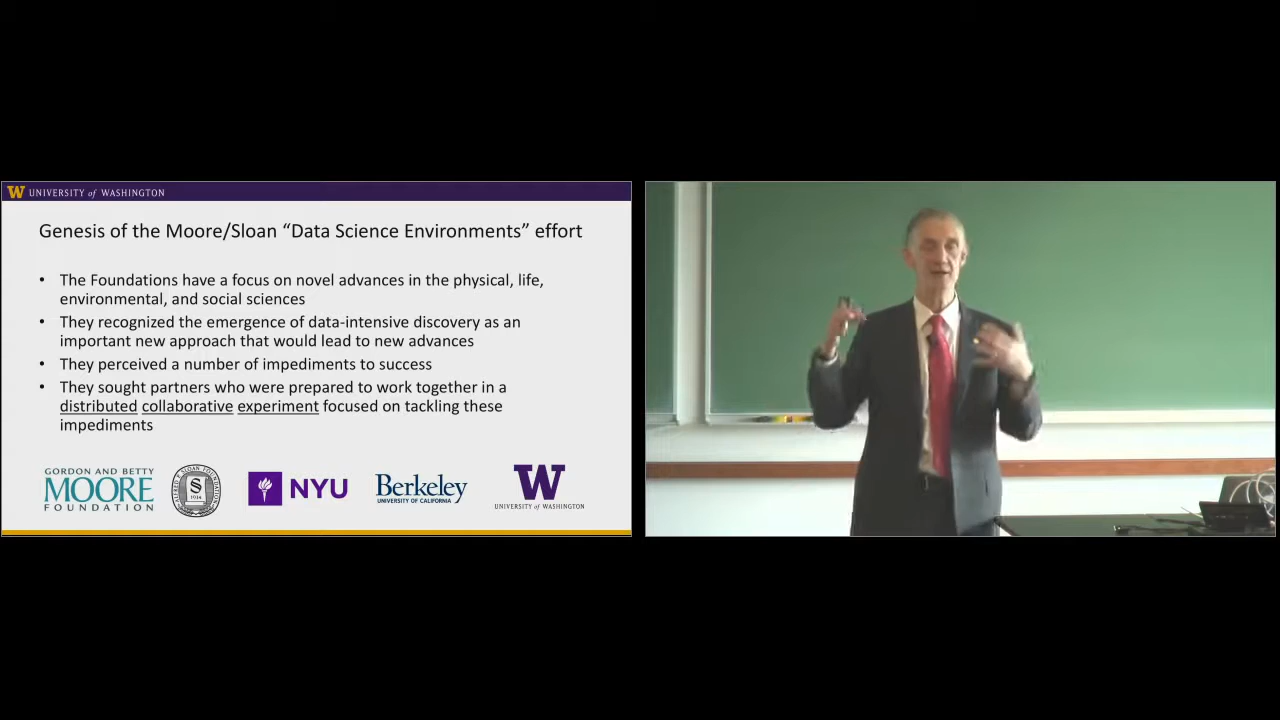 W UNIVERSITY of WASHINGTON
Genesis of the Moore/Sloan “Data Science Environments” effort
• The Foundations have a focus on novel advances in the physical, life,
environmental, and social sciences
• They recognized the emergence of data-intensive discovery as an
important new approach that would lead to new advances
• They perceived a number of impediments to success
• They sought partners who were prepared to work together in a
distributed collaborative experiment focused on tackling these
impediments
GORDON AND BETTY
MOORE
FOUNDATION
S
1934
NYU
Berkeley
UNIVERSITY OF CALIFORNIA
W
UNIVERSITY of WASHINGTON